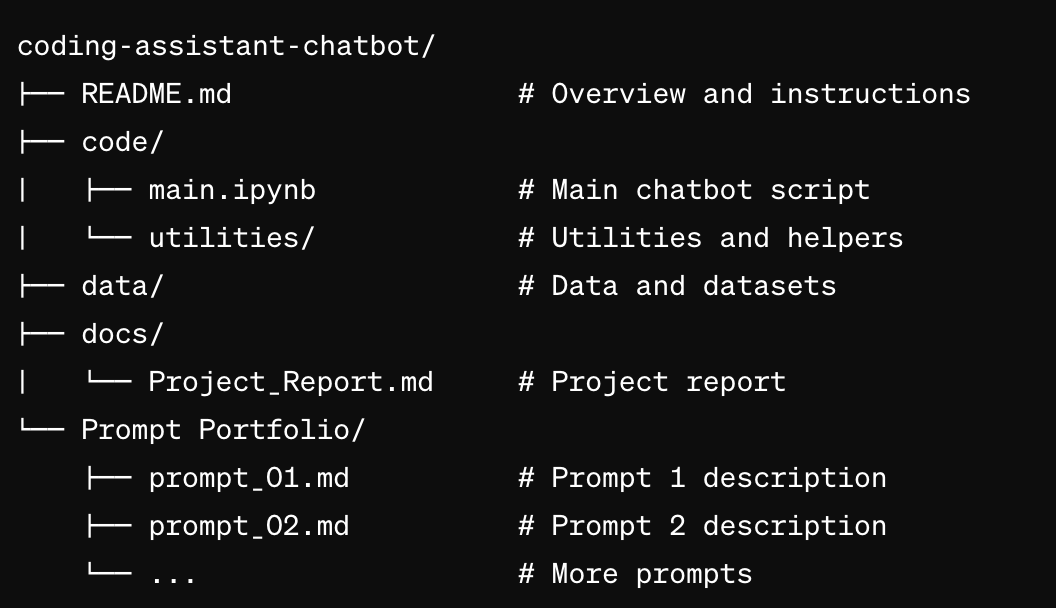 coding-assistant-chatbot/
├── README.md                # Overview and instructions
├── code/
│   ├── main.ipynb           # Main chatbot script
│   └── utilities/           # Utilities and helpers
├── data/                    # Data and datasets
├── docs/
│   └── Project_Report.md    # Project report
└── Prompt Portfolio/
    ├── prompt_01.md         # Prompt 1 description
    ├── prompt_02.md         # Prompt 2 description
    └── ...                  # More prompts